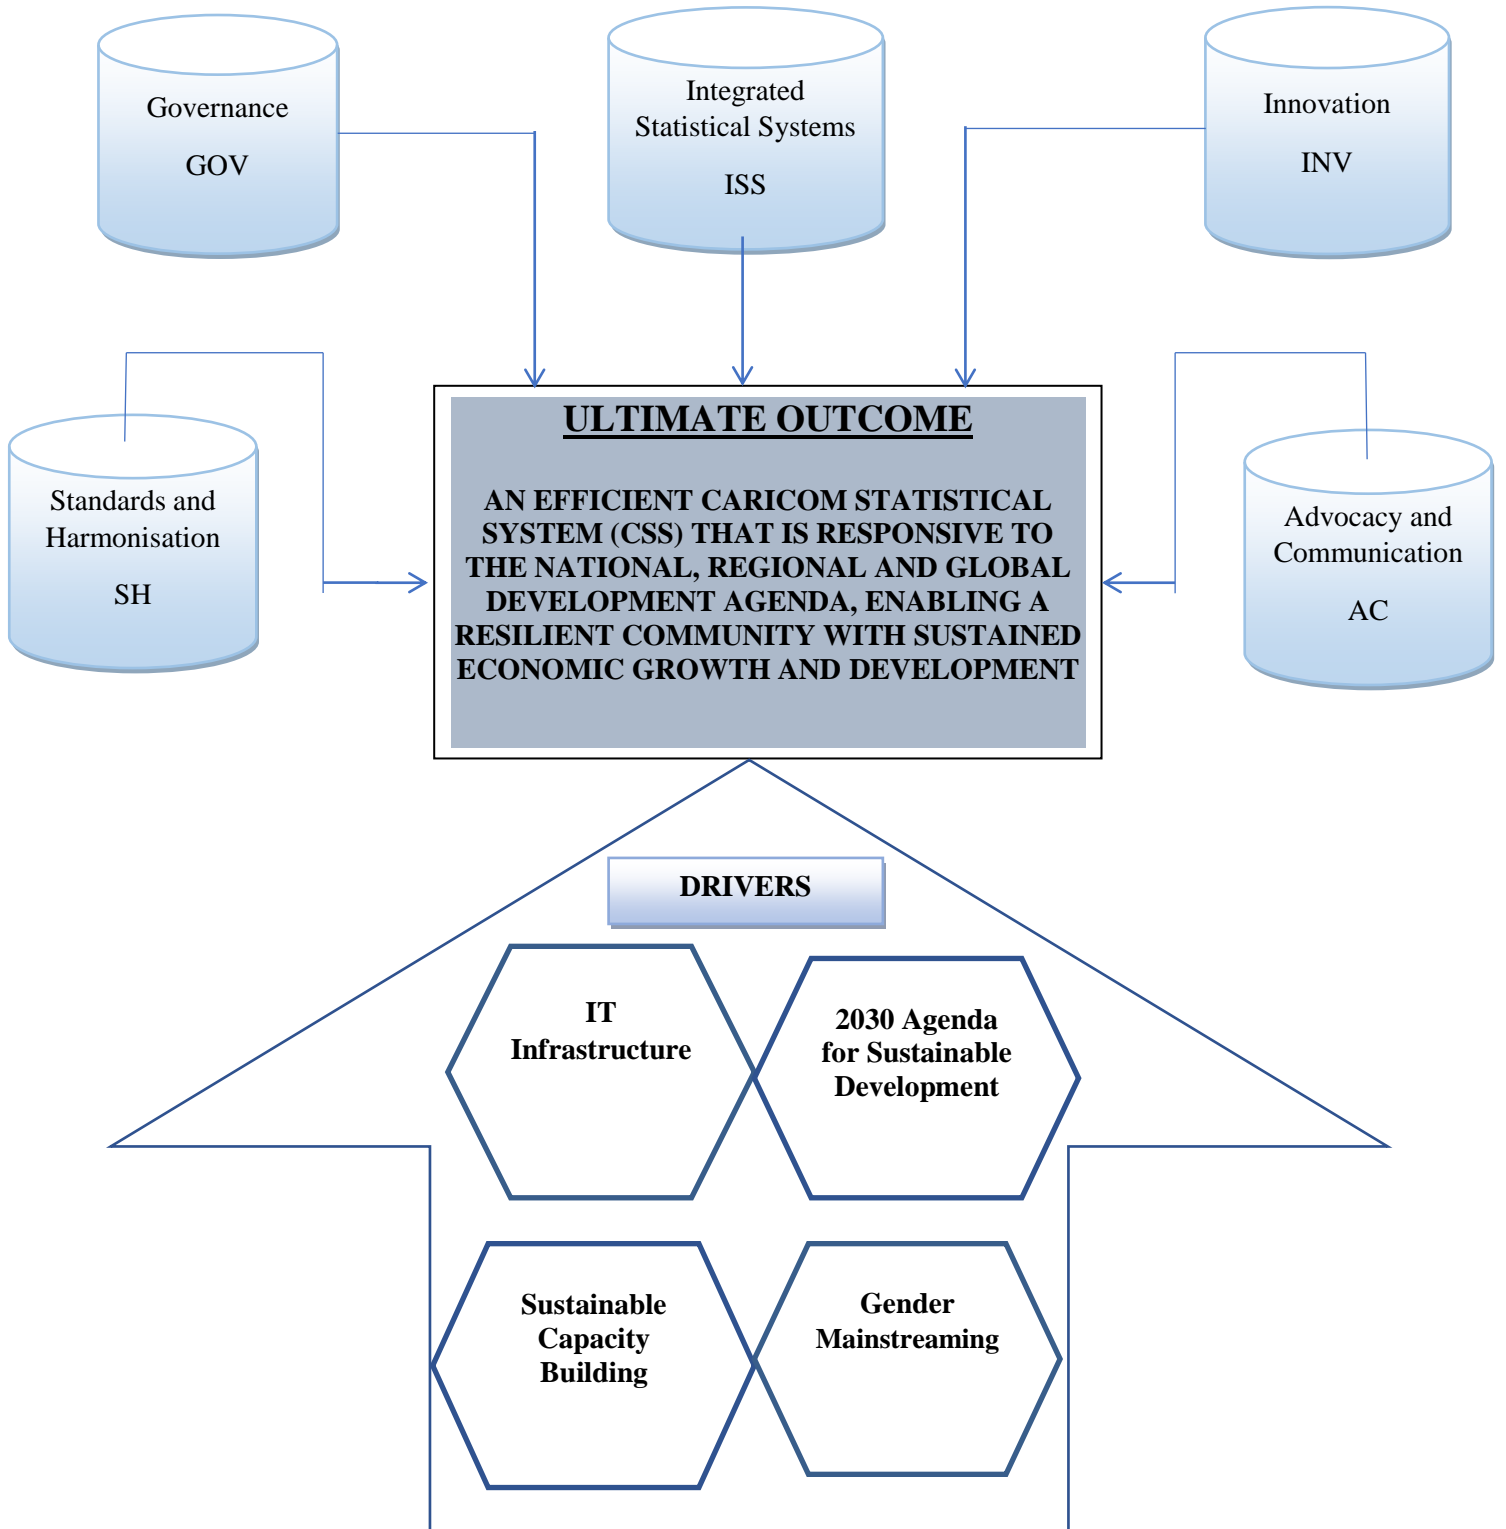 Governance
GOV
Integrated
Statistical Systems
ISS
Innovation
INV
Standards and
Harmonisation
SH
ULTIMATE OUTCOME
AN EFFICIENT CARICOM STATISTICAL
SYSTEM (CSS) THAT IS RESPONSIVE TO
THE NATIONAL, REGIONAL AND GLOBAL
DEVELOPMENT AGENDA, ENABLING A
RESILIENT COMMUNITY WITH SUSTAINED
ECONOMIC GROWTH AND DEVELOPMENT
Advocacy and
Communication
AC
DRIVERS
IT
Infrastructure
2030 Agenda
for Sustainable
Development
Sustainable
Capacity
Building
Gender
Mainstreaming